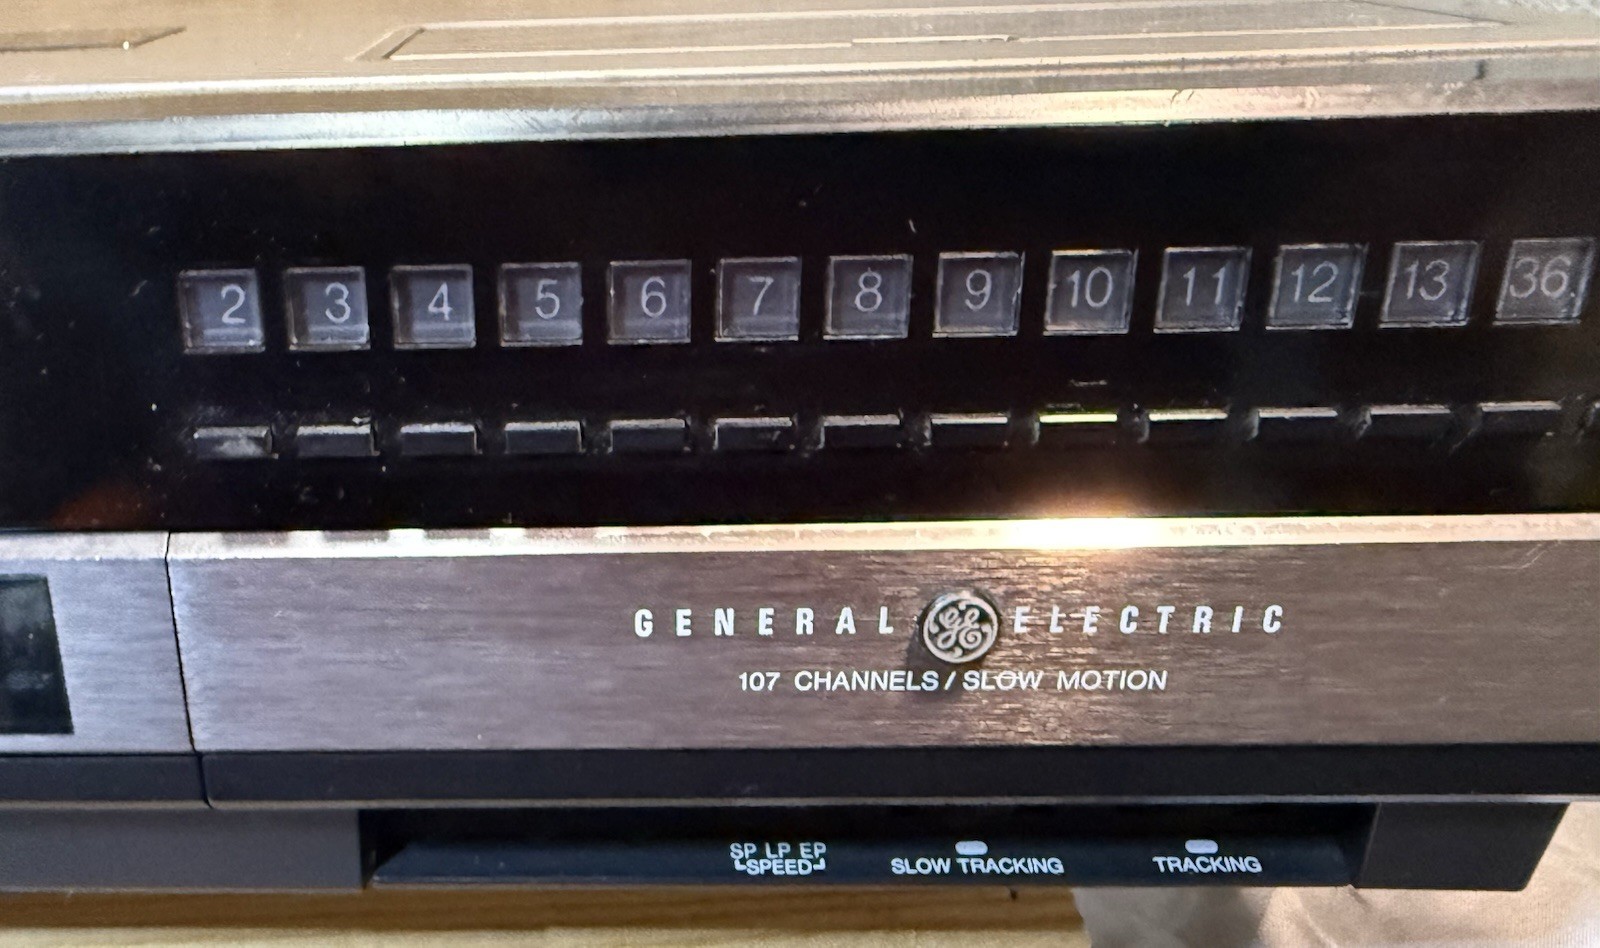 2 3 4 5 6 7 8 9 10 11 12 13 36
GENERAL GE ELECTRIC
107 CHANNELS / SLOW MOTION
SP LP EP SLOW TRACKING TRACKING
SPEED